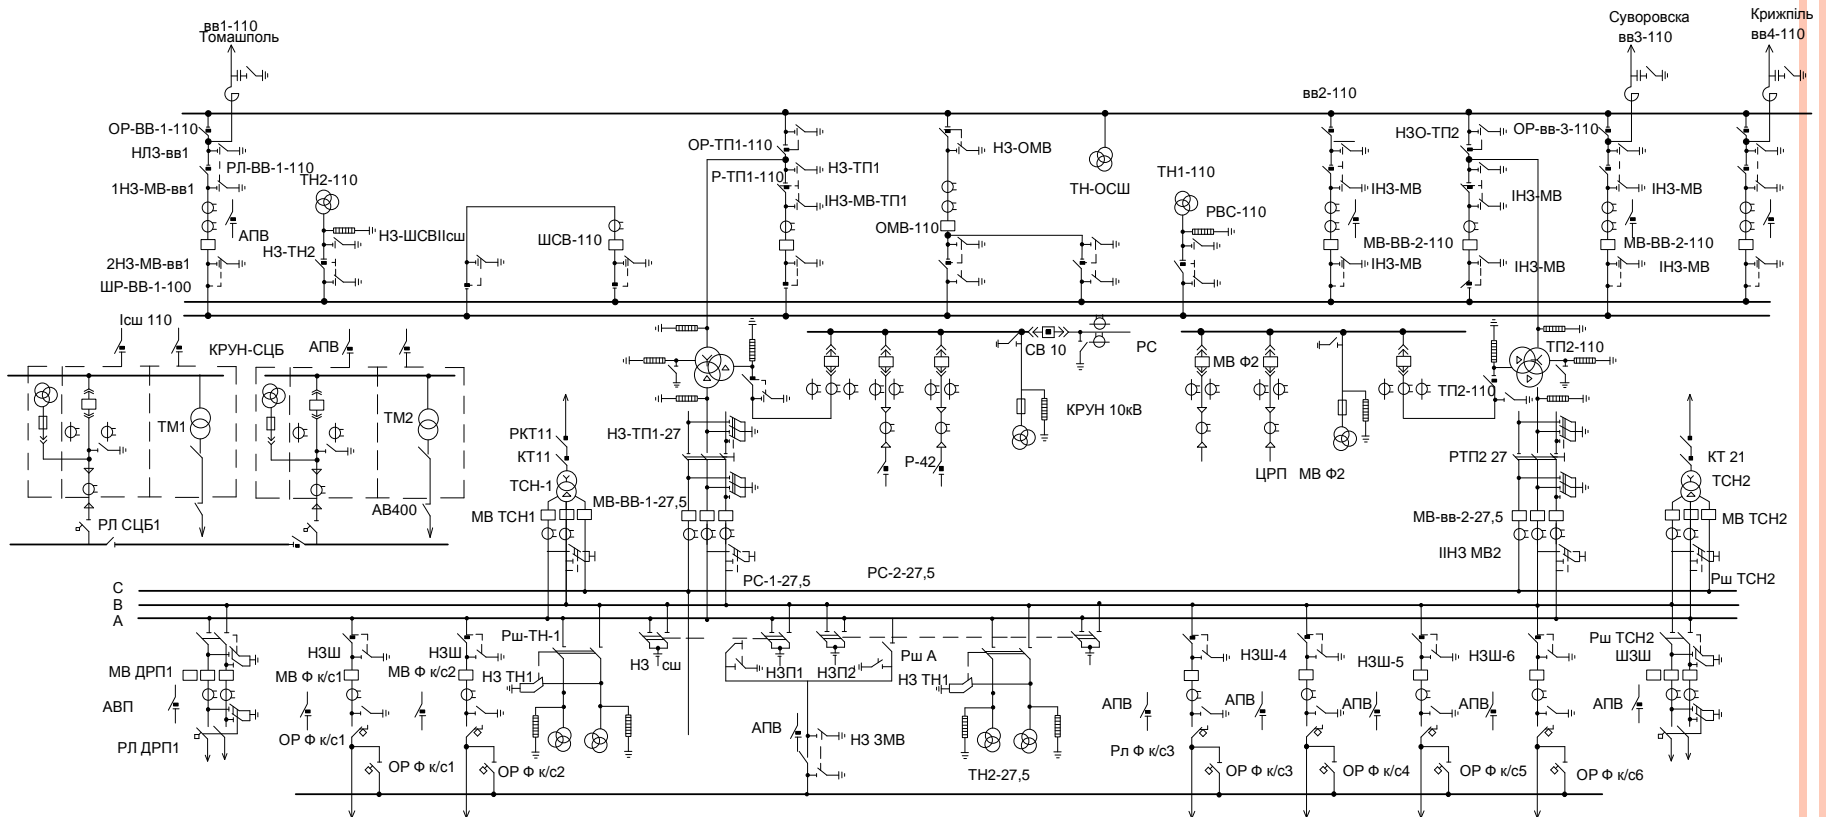 вв1-110
Томашполь
Суворовска
вв3-110
Крижпіль
вв4-110
вв2-110
ОР-ВВ-1-110
НЛЗ-вв1
РЛ-ВВ-1-110
1НЗ-МВ-вв1
АПВ
2НЗ-МВ-вв1
ШР-ВВ-1-100
ТН2-110
НЗ-ТН2
НЗ-ШСВІІсш
ШСВ-110
ОР-ТП1-110
Р-ТП1-110
НЗ-ТП1
ІНЗ-МВ-ТП1
НЗ-ОМВ
ОМВ-110
ТН-ОСШ
ТН1-110
РВС-110
ІНЗ-МВ
МВ-ВВ-2-110
ІНЗ-МВ
НЗО-ТП2
ІНЗ-МВ
ІНЗ-МВ
ОР-вв-3-110
ІНЗ-МВ
МВ-ВВ-2-110
ІНЗ-МВ
Ісш 110
КРУН-СЦБ
АПВ
ТМ1
ТМ2
РЛ СЦБ1
АВ400
СВ 10
РС
МВ Ф2
ТП2-110
ТП2-110
КРУН 10кВ
Р-42
ЦРП
МВ Ф2
РКТ11
КТ11
ТСН-1
МВ ТСН1
НЗ-ТП1-27
МВ-ВВ-1-27,5
РТП2 27
МВ-вв-2-27,5
ІІНЗ МВ2
КТ 21
ТСН2
МВ ТСН2
Рш ТСН2
РС-1-27,5
РС-2-27,5
С
В
А
МВ ДРП1
АВП
РЛ ДРП1
НЗШ
МВ Ф к/с1
ОР Ф к/с1
ОР Ф к/с1
НЗШ
МВ Ф к/с2
ОР Ф к/с2
Рш-ТН-1
НЗ ТН1
НЗ 1сш
НЗП1
НЗП2
Рш А
НЗ ТН1
АПВ
НЗ ЗМВ
ТН2-27,5
АПВ
Рл Ф к/с3
ОР Ф к/с3
НЗШ-4
АПВ
ОР Ф к/с4
НЗШ-5
АПВ
ОР Ф к/с5
НЗШ-6
АПВ
ОР Ф к/с6
Рш ТСН2
ШЗШ
АПВ